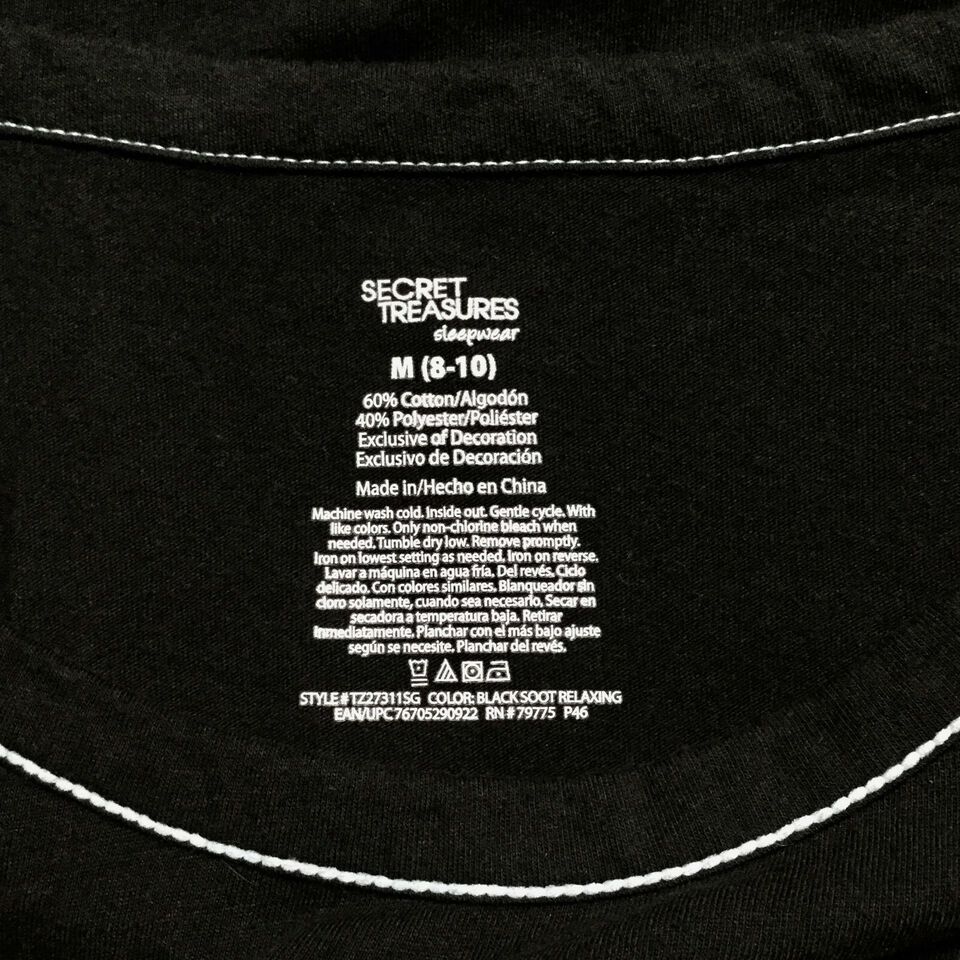 SECRET
TREASURES
sleepwear
M (8-10)
60% Cotton/Algodón
40% Polyester/Poliéster
Exclusive of Decoration
Exclusivo de Decoración
Made in/Hecho en China
Machine wash cold. Inside out. Gentle cycle. With
like colors. Only non-chlorine bleach when
needed. Tumble dry low. Remove promptly.
Iron on lowest setting as needed. Iron on reverse.
Lavar a máquina en agua fría. Del revés. Ciclo
delicado. Con colores similares. Blanqueador sin
cloro solamente, cuando sea necesario. Secar en
secadora a temperatura baja. Retirar
inmediatamente. Planchar con el más bajo ajuste
según se necesite. Planchar del revés.
STYLE# TZ27311SG COLOR: BLACK SOOT RELAXING
EAN/UPC 76705290922 RN# 79775 P46